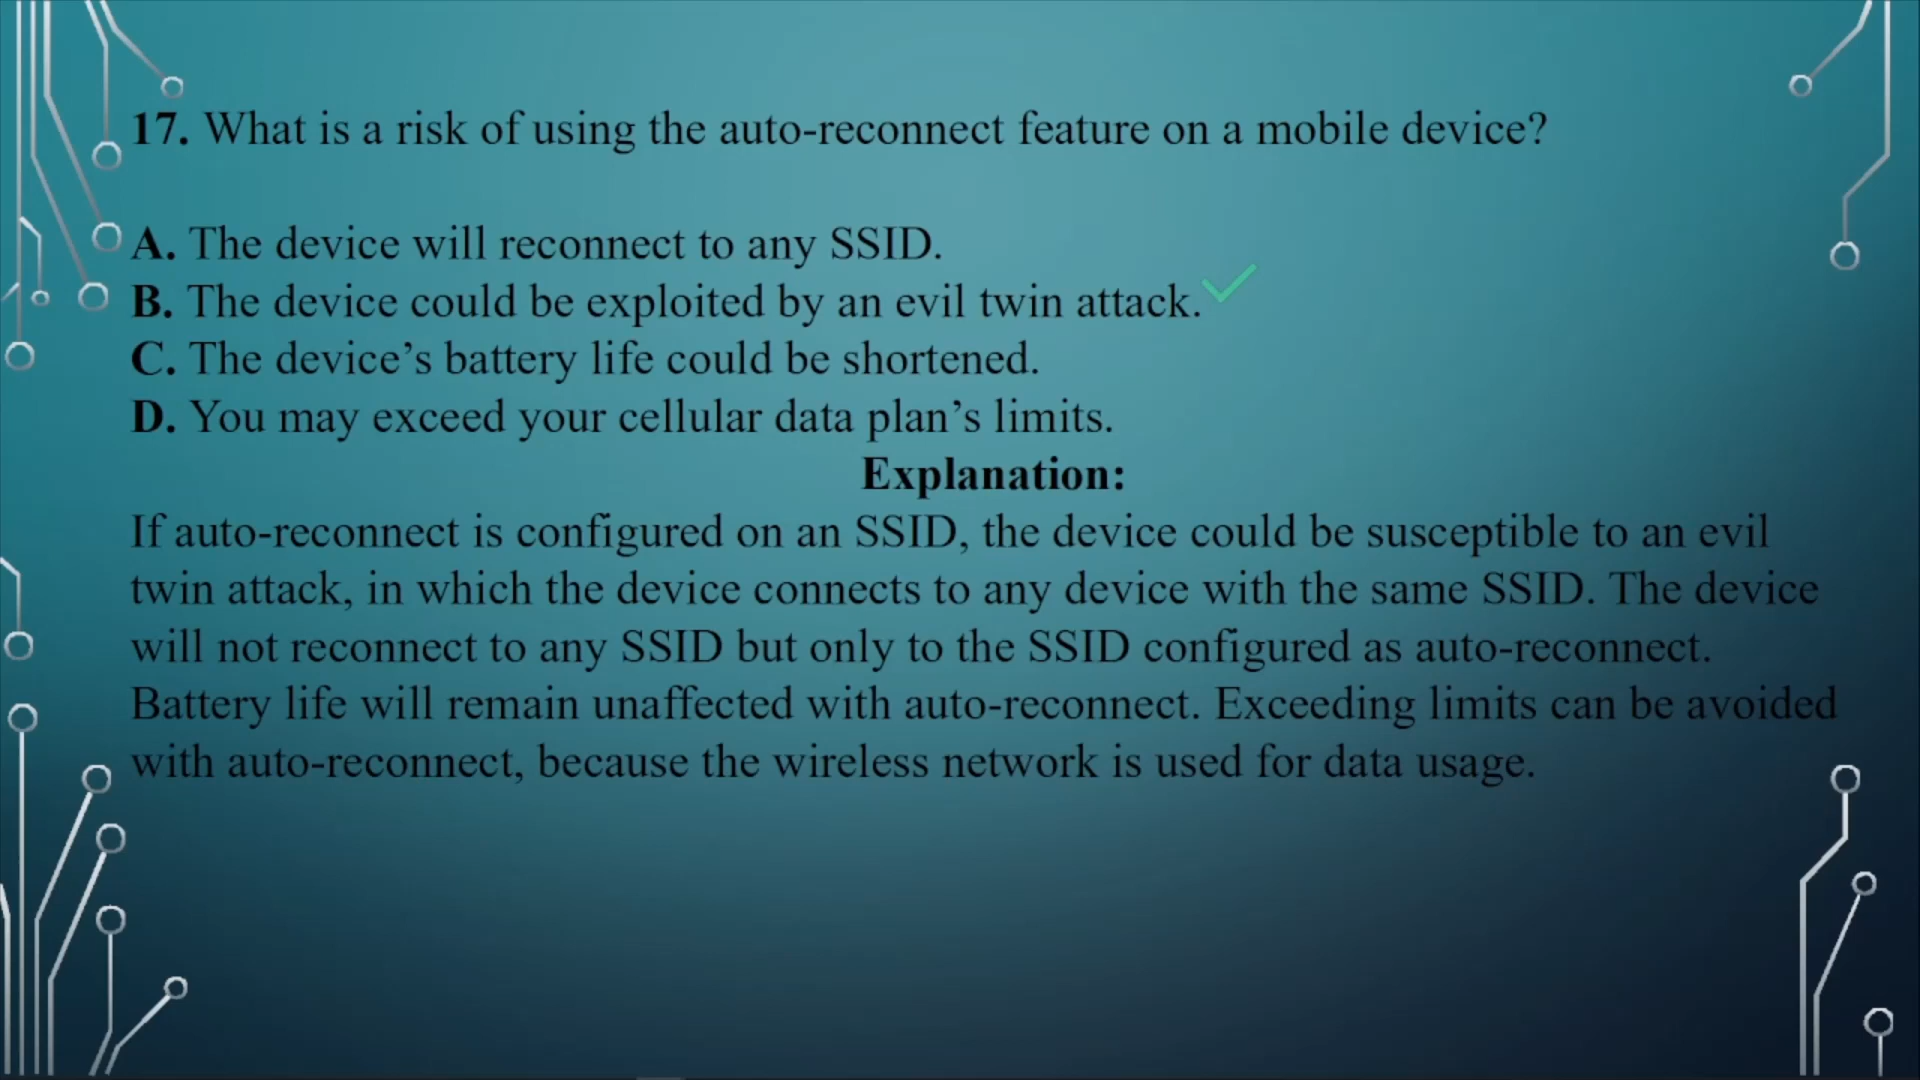 17. What is a risk of using the auto-reconnect feature on a mobile device?
A. The device will reconnect to any SSID.
B. The device could be exploited by an evil twin attack.
C. The device’s battery life could be shortened.
D. You may exceed your cellular data plan’s limits.
Explanation:
If auto-reconnect is configured on an SSID, the device could be susceptible to an evil
twin attack, in which the device connects to any device with the same SSID. The device
will not reconnect to any SSID but only to the SSID configured as auto-reconnect.
Battery life will remain unaffected with auto-reconnect. Exceeding limits can be avoided
with auto-reconnect, because the wireless network is used for data usage.